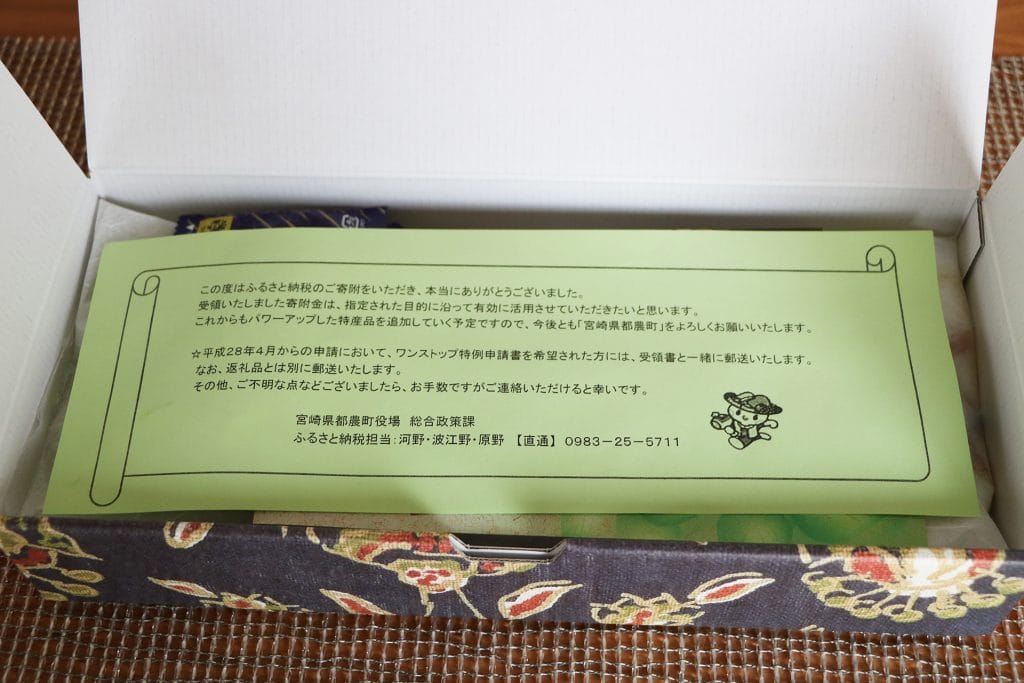 この度はふるさと納税のご寄附をいただき、本当にありがとうございました。
受領いたしました寄附金は、指定された目的に沿って有効に活用させていただきたいと思います。
これからもパワーアップした特産品を追加していく予定ですので、今後とも「宮崎県都農町」をよろしくお願いいたします。
☆平成28年4月からの申請において、ワンストップ特例申請書を希望された方には、受領書と一緒に郵送いたします。
なお、返礼品とは別に郵送いたします。
その他、ご不明な点などございましたら、お手数ですがご連絡いただけると幸いです。
宮崎県都農町役場 総合政策課
ふるさと納税担当：河野・波江野・原野 【直通】 0983－25－5711